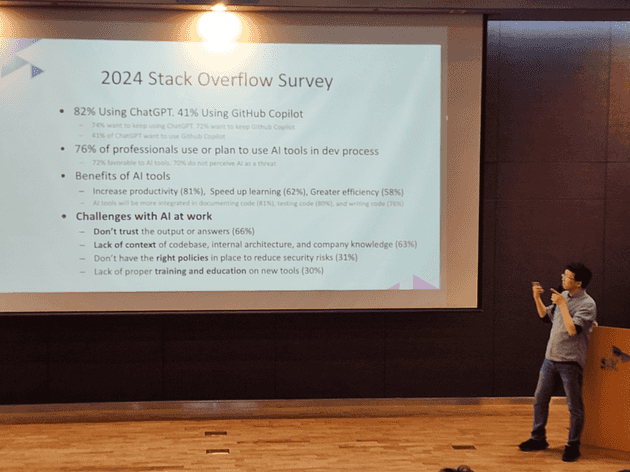 2024 Stack Overflow Survey
• 82% Using ChatGPT. 41% Using GitHub Copilot
– 74% want to keep using ChatGPT. 72% want to keep Github Copilot
– 41% of ChatGPT want to use Github Copilot
• 76% of professionals use or plan to use AI tools in dev process
– 72% favorable to AI tools, 70% do not perceive AI as a threat.
• Benefits of AI tools
– Increase productivity (81%), Speed up learning (62%), Greater efficiency (58%)
– AI tools will be more integrated in documenting code (81%), testing code (80%), and writing code (76%)
• Challenges with AI at work
– Don't trust the output or answers (66%)
– Lack of context of codebase, internal architecture, and company knowledge (63%)
– Don't have the right policies in place to reduce security risks (31%)
– Lack of proper training and education on new tools (30%)